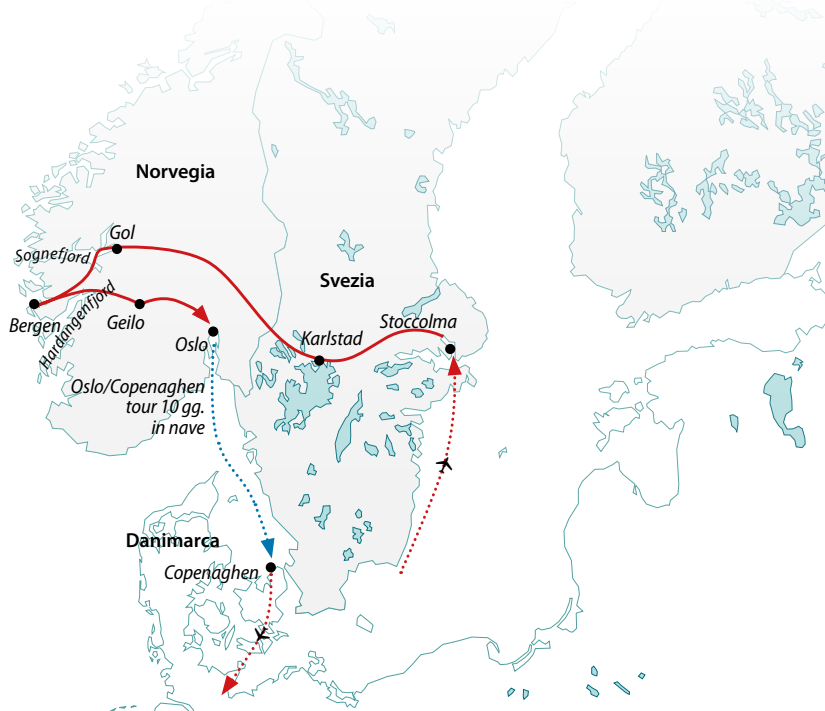 Norvegia
Gol
Sognefjord
Svezia
Hardangenfjord
Bergen
Geilo
Stoccolma
Karlstad
Oslo
Oslo/Copenaghen
tour 10 gg.
in nave
Danimarca
Copenaghen